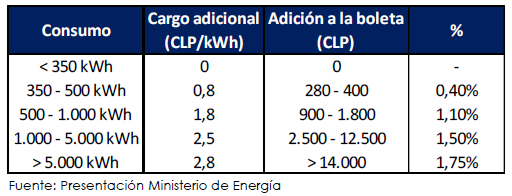 Consumo Cargo adicional (CLP/kWh) Adición a la boleta (CLP) %
< 350 kWh 0 0 -
350 - 500 kWh 0,8 280 - 400 0,40%
500 - 1.000 kWh 1,8 900 - 1.800 1,10%
1.000 - 5.000 kWh 2,5 2.500 - 12.500 1,50%
> 5.000 kWh 2,8 > 14.000 1,75%
Fuente: Presentación Ministerio de Energía